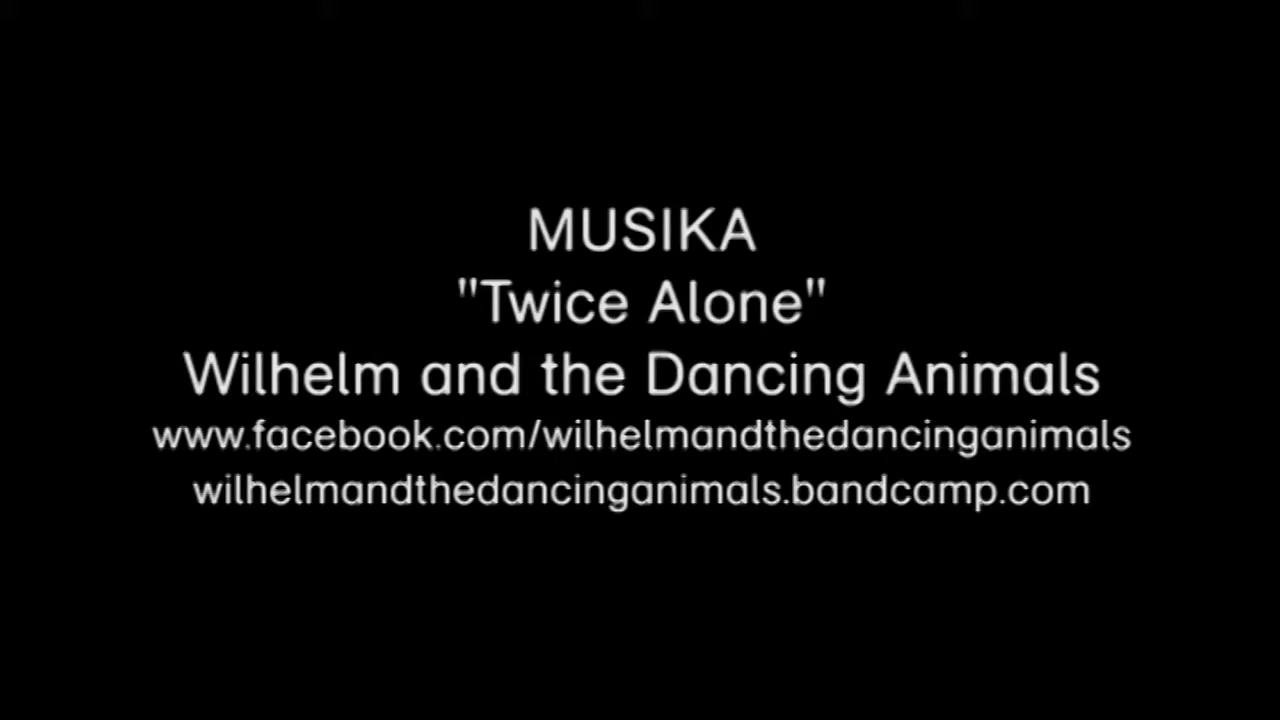 MUSIKA
"Twice Alone"
Wilhelm and the Dancing Animals
www.facebook.com/wilhelmandthedancinganimals
wilhelmandthedancinganimals.bandcamp.com